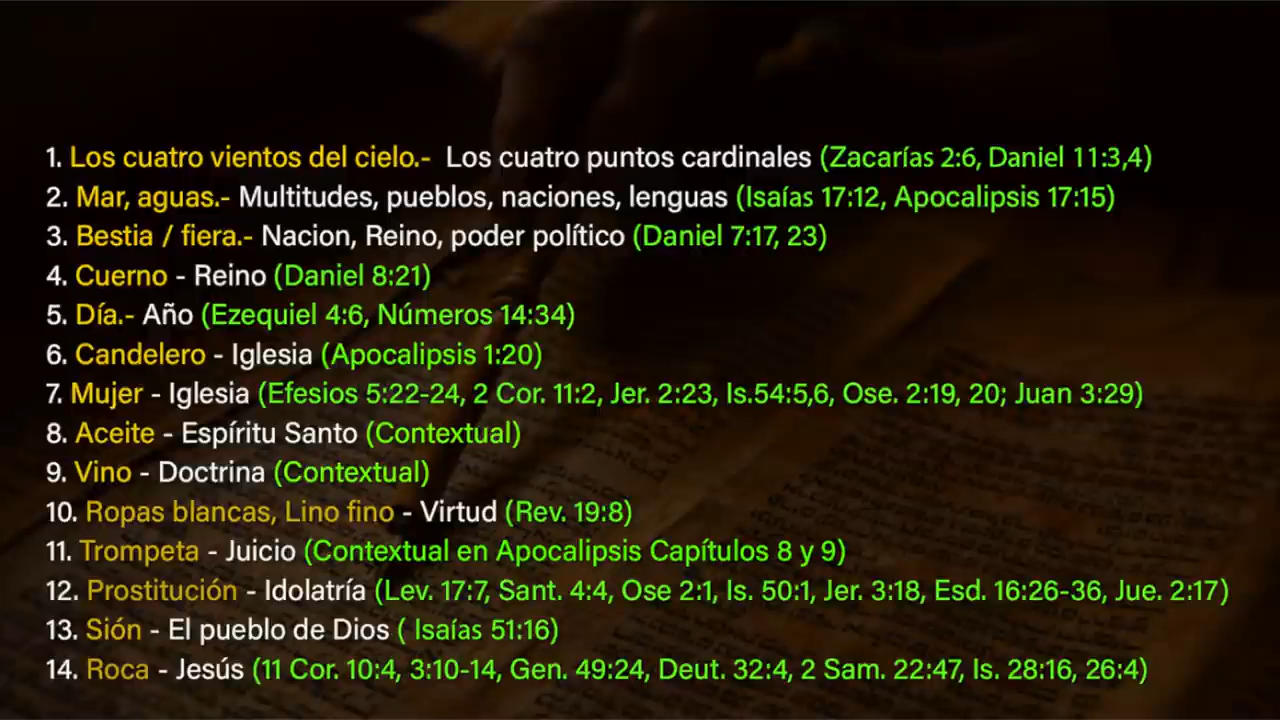 1. Los cuatro vientos del cielo.- Los cuatro puntos cardinales (Zacarías 2:6, Daniel 11:3,4)
2. Mar, aguas.- Multitudes, pueblos, naciones, lenguas (Isaías 17:12, Apocalipsis 17:15)
3. Bestia / fiera.- Nacion, Reino, poder político (Daniel 7:17, 23)
4. Cuerno - Reino (Daniel 8:21)
5. Día.- Año (Ezequiel 4:6, Números 14:34)
6. Candelero - Iglesia (Apocalipsis 1:20)
7. Mujer - Iglesia (Efesios 5:22-24, 2 Cor. 11:2, Jer. 2:23, Is.54:5,6, Ose. 2:19, 20; Juan 3:29)
8. Aceite - Espíritu Santo (Contextual)
9. Vino - Doctrina (Contextual)
10. Ropas blancas, Lino fino - Virtud (Rev. 19:8)
11. Trompeta - Juicio (Contextual en Apocalipsis Capítulos 8 y 9)
12. Prostitución - Idolatría (Lev. 17:7, Sant. 4:4, Ose 2:1, Is. 50:1, Jer. 3:18, Esd. 16:26-36, Jue. 2:17)
13. Sión - El pueblo de Dios ( Isaías 51:16)
14. Roca - Jesús (11 Cor. 10:4, 3:10-14, Gen. 49:24, Deut. 32:4, 2 Sam. 22:47, Is. 28:16, 26:4)